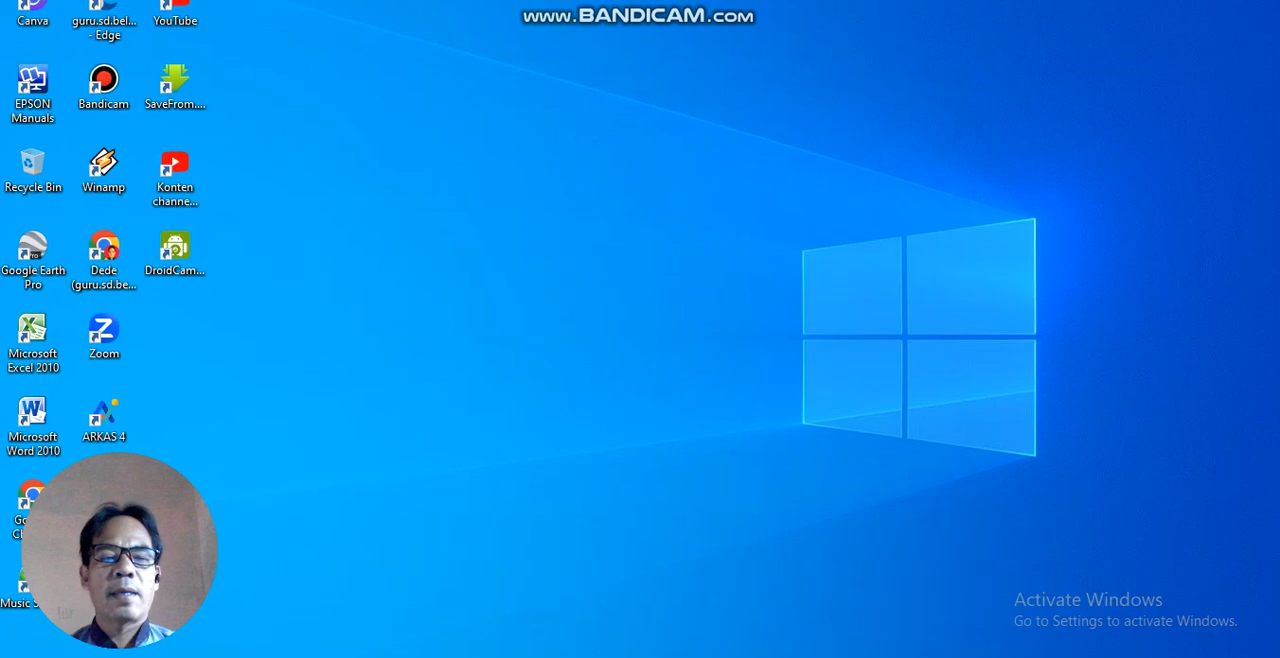 www.BANDICAM.com
Canva
guru.sd.bel...
- Edge
YouTube
EPSON
Manuals
Bandicam
SaveFrom....
Recycle Bin
Winamp
Konten
channe...
Google Earth
Pro
Dede
(guru.sd.be...
DroidCam...
Microsoft
Excel 2010
Zoom
Microsoft
Word 2010
ARKAS 4
Music
Activate Windows
Go to Settings to activate Windows.